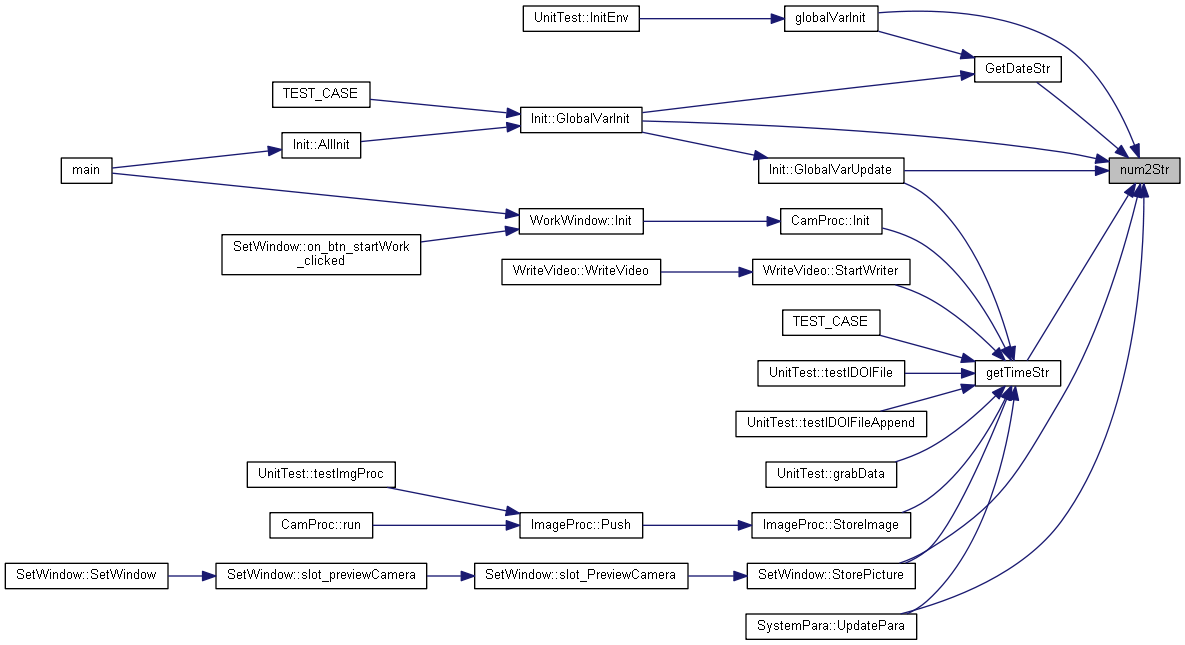 UnitTest::InitEnv
globalVarInit
GetDateStr
TEST_CASE
Init::GlobalVarInit
Init::AllInit
main
Init::GlobalVarUpdate
num2Str
WorkWindow::Init
CamProc::Init
SetWindow::on_btn_startWork
_clicked
WriteVideo::WriteVideo
WriteVideo::StartWriter
TEST_CASE
UnitTest::testIDOIFile
getTimeStr
UnitTest::testIDOIFileAppend
UnitTest::testImgProc
UnitTest::grabData
CamProc::run
ImageProc::Push
ImageProc::StoreImage
SetWindow::SetWindow
SetWindow::slot_previewCamera
SetWindow::slot_PreviewCamera
SetWindow::StorePicture
SystemPara::UpdatePara